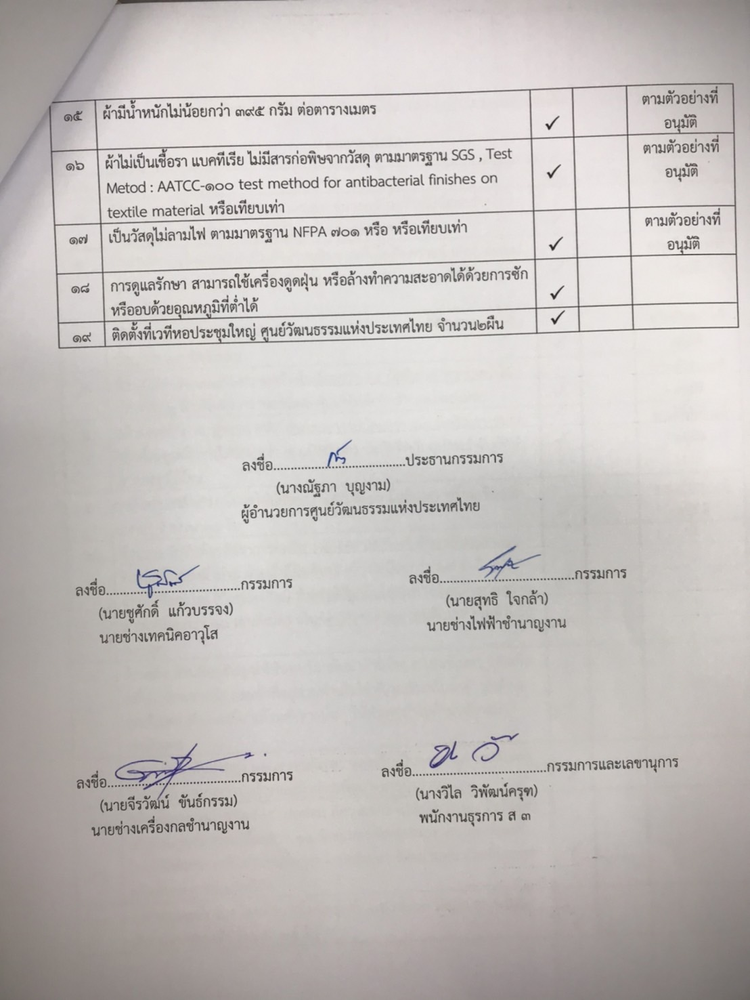 ๑๕ ผ้ามีน้ำหนักไม่น้อยกว่า ๓๙๕ กรัม ต่อตารางเมตร ✓ ตามตัวอย่างที่
อนุมัติ
๑๖ ผ้าไม่เป็นเชื้อรา แบคทีเรีย ไม่มีสารก่อพิษจากวัสดุ ตามมาตรฐาน SGS , Test ✓ ตามตัวอย่างที่
Metod : AATCC-๑๐๐ test method for antibacterial finishes on อนุมัติ
textile material หรือเทียบเท่า
๑๗ เป็นวัสดุไม่ลามไฟ ตามมาตรฐาน NFPA ๗๐๑ หรือ หรือเทียบเท่า ✓ ตามตัวอย่างที่
อนุมัติ
๑๘ การดูแลรักษา สามารถใช้เครื่องดูดฝุ่น หรือล้างทำความสะอาดได้ด้วยการซัก ✓
หรืออบด้วยอุณหภูมิที่ต่ำได้
๑๙ ติดตั้งที่เวทีหอประชุมใหญ่ ศูนย์วัฒนธรรมแห่งประเทศไทย จำนวน๒ผืน ✓
ลงชื่อ.......................................ประธานกรรมการ
(นางณัฐภา บุญงาม)
ผู้อำนวยการศูนย์วัฒนธรรมแห่งประเทศไทย
ลงชื่อ.......................................กรรมการ
(นายชูศักดิ์ แก้วบรรจง)
นายช่างเทคนิคอาวุโส
ลงชื่อ.......................................กรรมการ
(นายสุทธิ ใจกล้า)
นายช่างไฟฟ้าชำนาญงาน
ลงชื่อ.......................................กรรมการ
(นายจีรวัฒน์ ขันธ์กรรม)
นายช่างเครื่องกลชำนาญงาน
ลงชื่อ.......................................กรรมการและเลขานุการ
(นางวิไล วิพัฒน์ครุฑ)
พนักงานธุรการ ส ๓